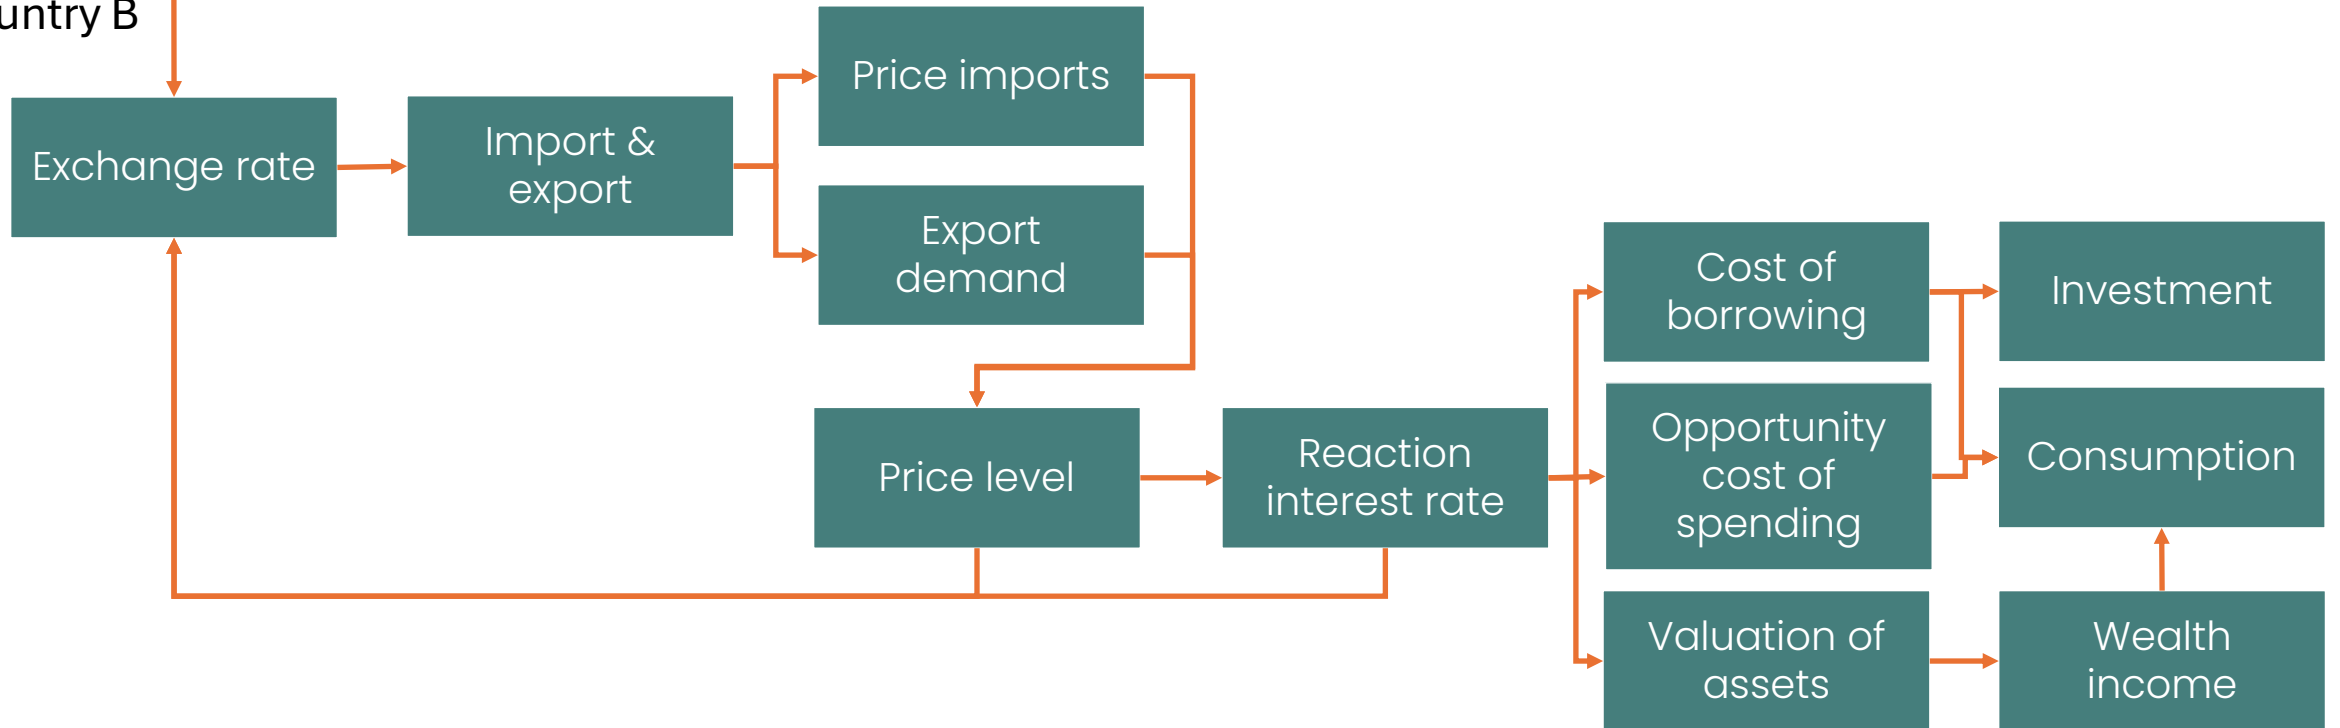 untry B
Exchange rate
Import &
export
Price imports
Export
demand
Price level
Reaction
interest rate
Cost of
borrowing
Opportunity
cost of
spending
Valuation of
assets
Investment
Consumption
Wealth
income